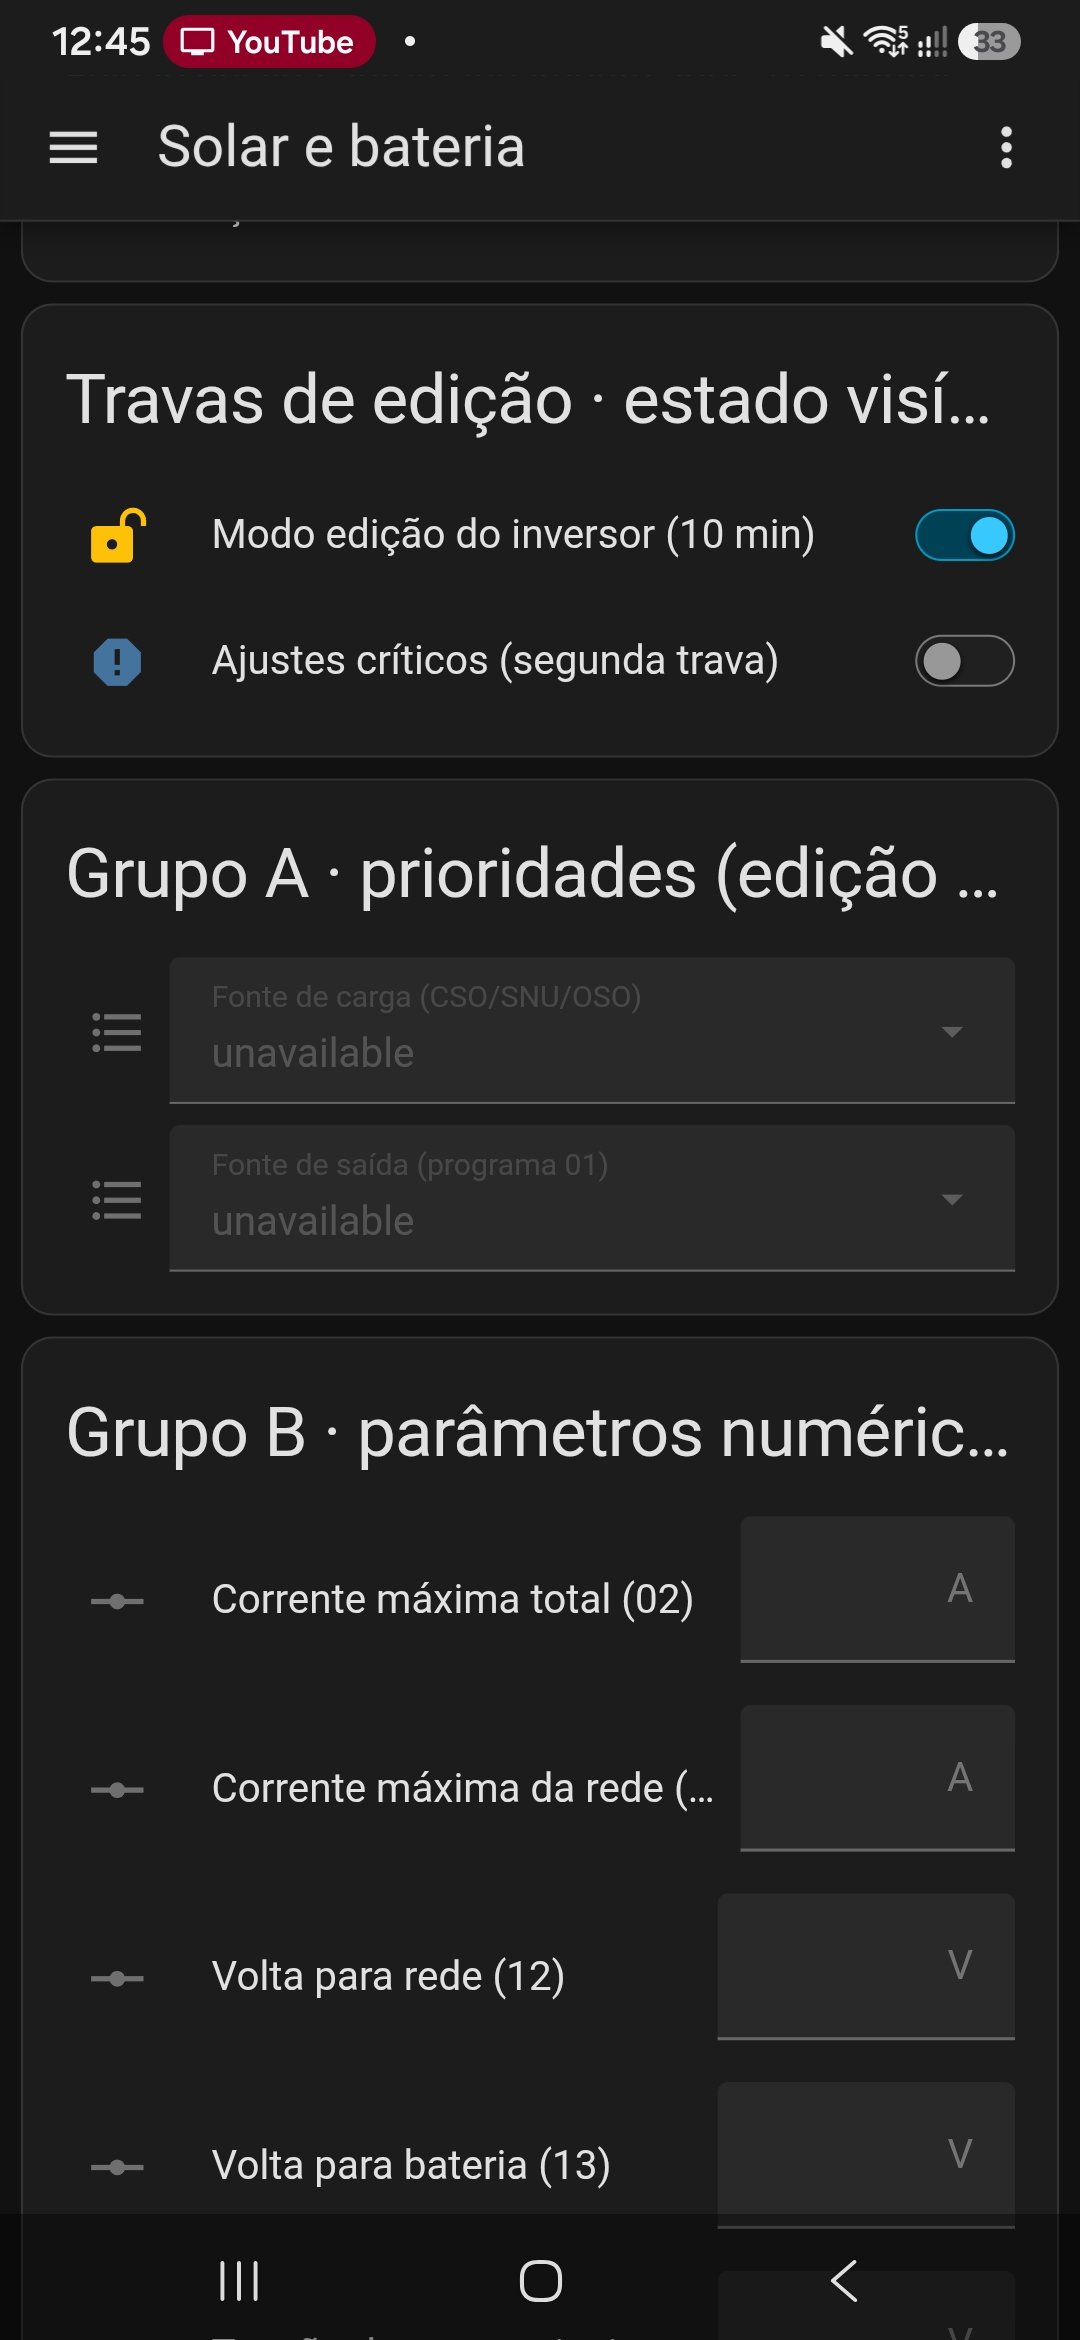 12:45 YouTube 5 33
Solar e bateria
Travas de edição · estado visí...
Modo edição do inversor (10 min)
Ajustes críticos (segunda trava)
Grupo A · prioridades (edição ...
Fonte de carga (CSO/SNU/OSO)
unavailable
Fonte de saída (programa 01)
unavailable
Grupo B · parâmetros numéric...
Corrente máxima total (02) A
Corrente máxima da rede (... A
Volta para rede (12) V
Volta para bateria (13) V
V